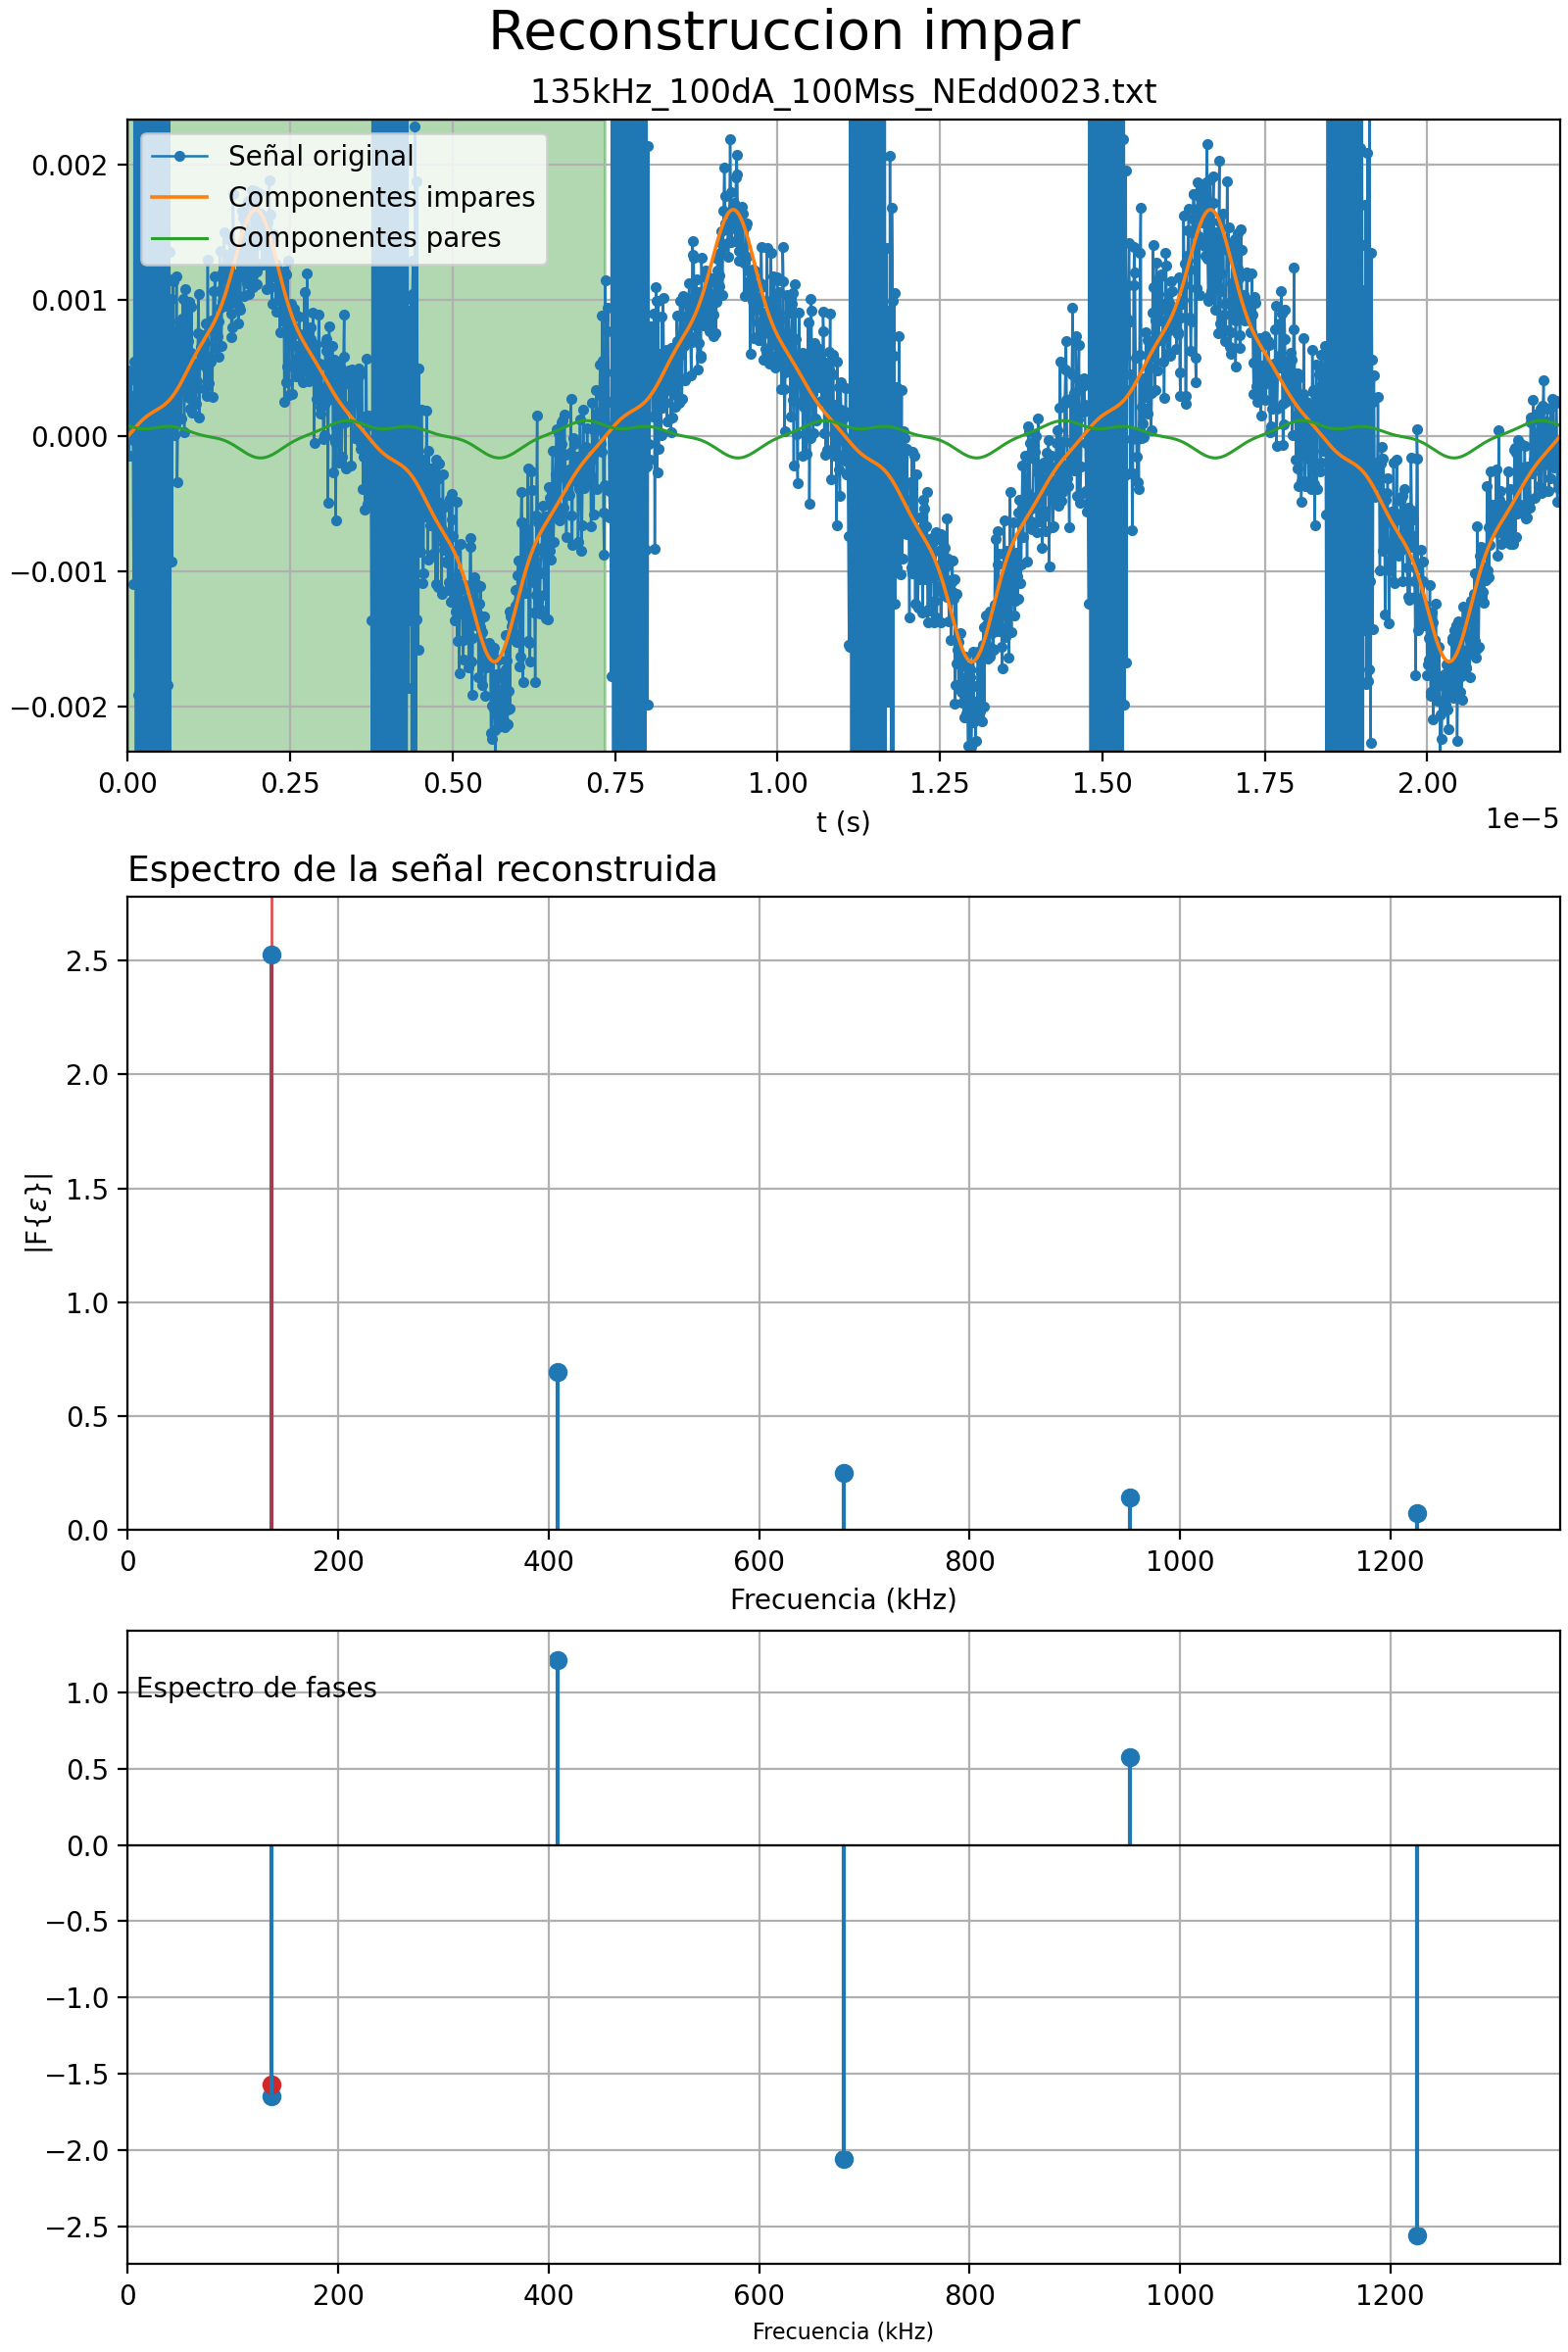 Reconstruccion impar
135kHz_100dA_100Mss_NEdd0023.txt
Señal original
Componentes impares
Componentes pares
0.002
0.001
0.000
−0.001
−0.002
0.00 0.25 0.50 0.75 1.00 1.25 1.50 1.75 2.00
1e−5
t (s)
Espectro de la señal reconstruida
2.5
2.0
1.5
1.0
0.5
0.0
|F{ε}|
0 200 400 600 800 1000 1200
Frecuencia (kHz)
Espectro de fases
1.0
0.5
0.0
−0.5
−1.0
−1.5
−2.0
−2.5
0 200 400 600 800 1000 1200
Frecuencia (kHz)